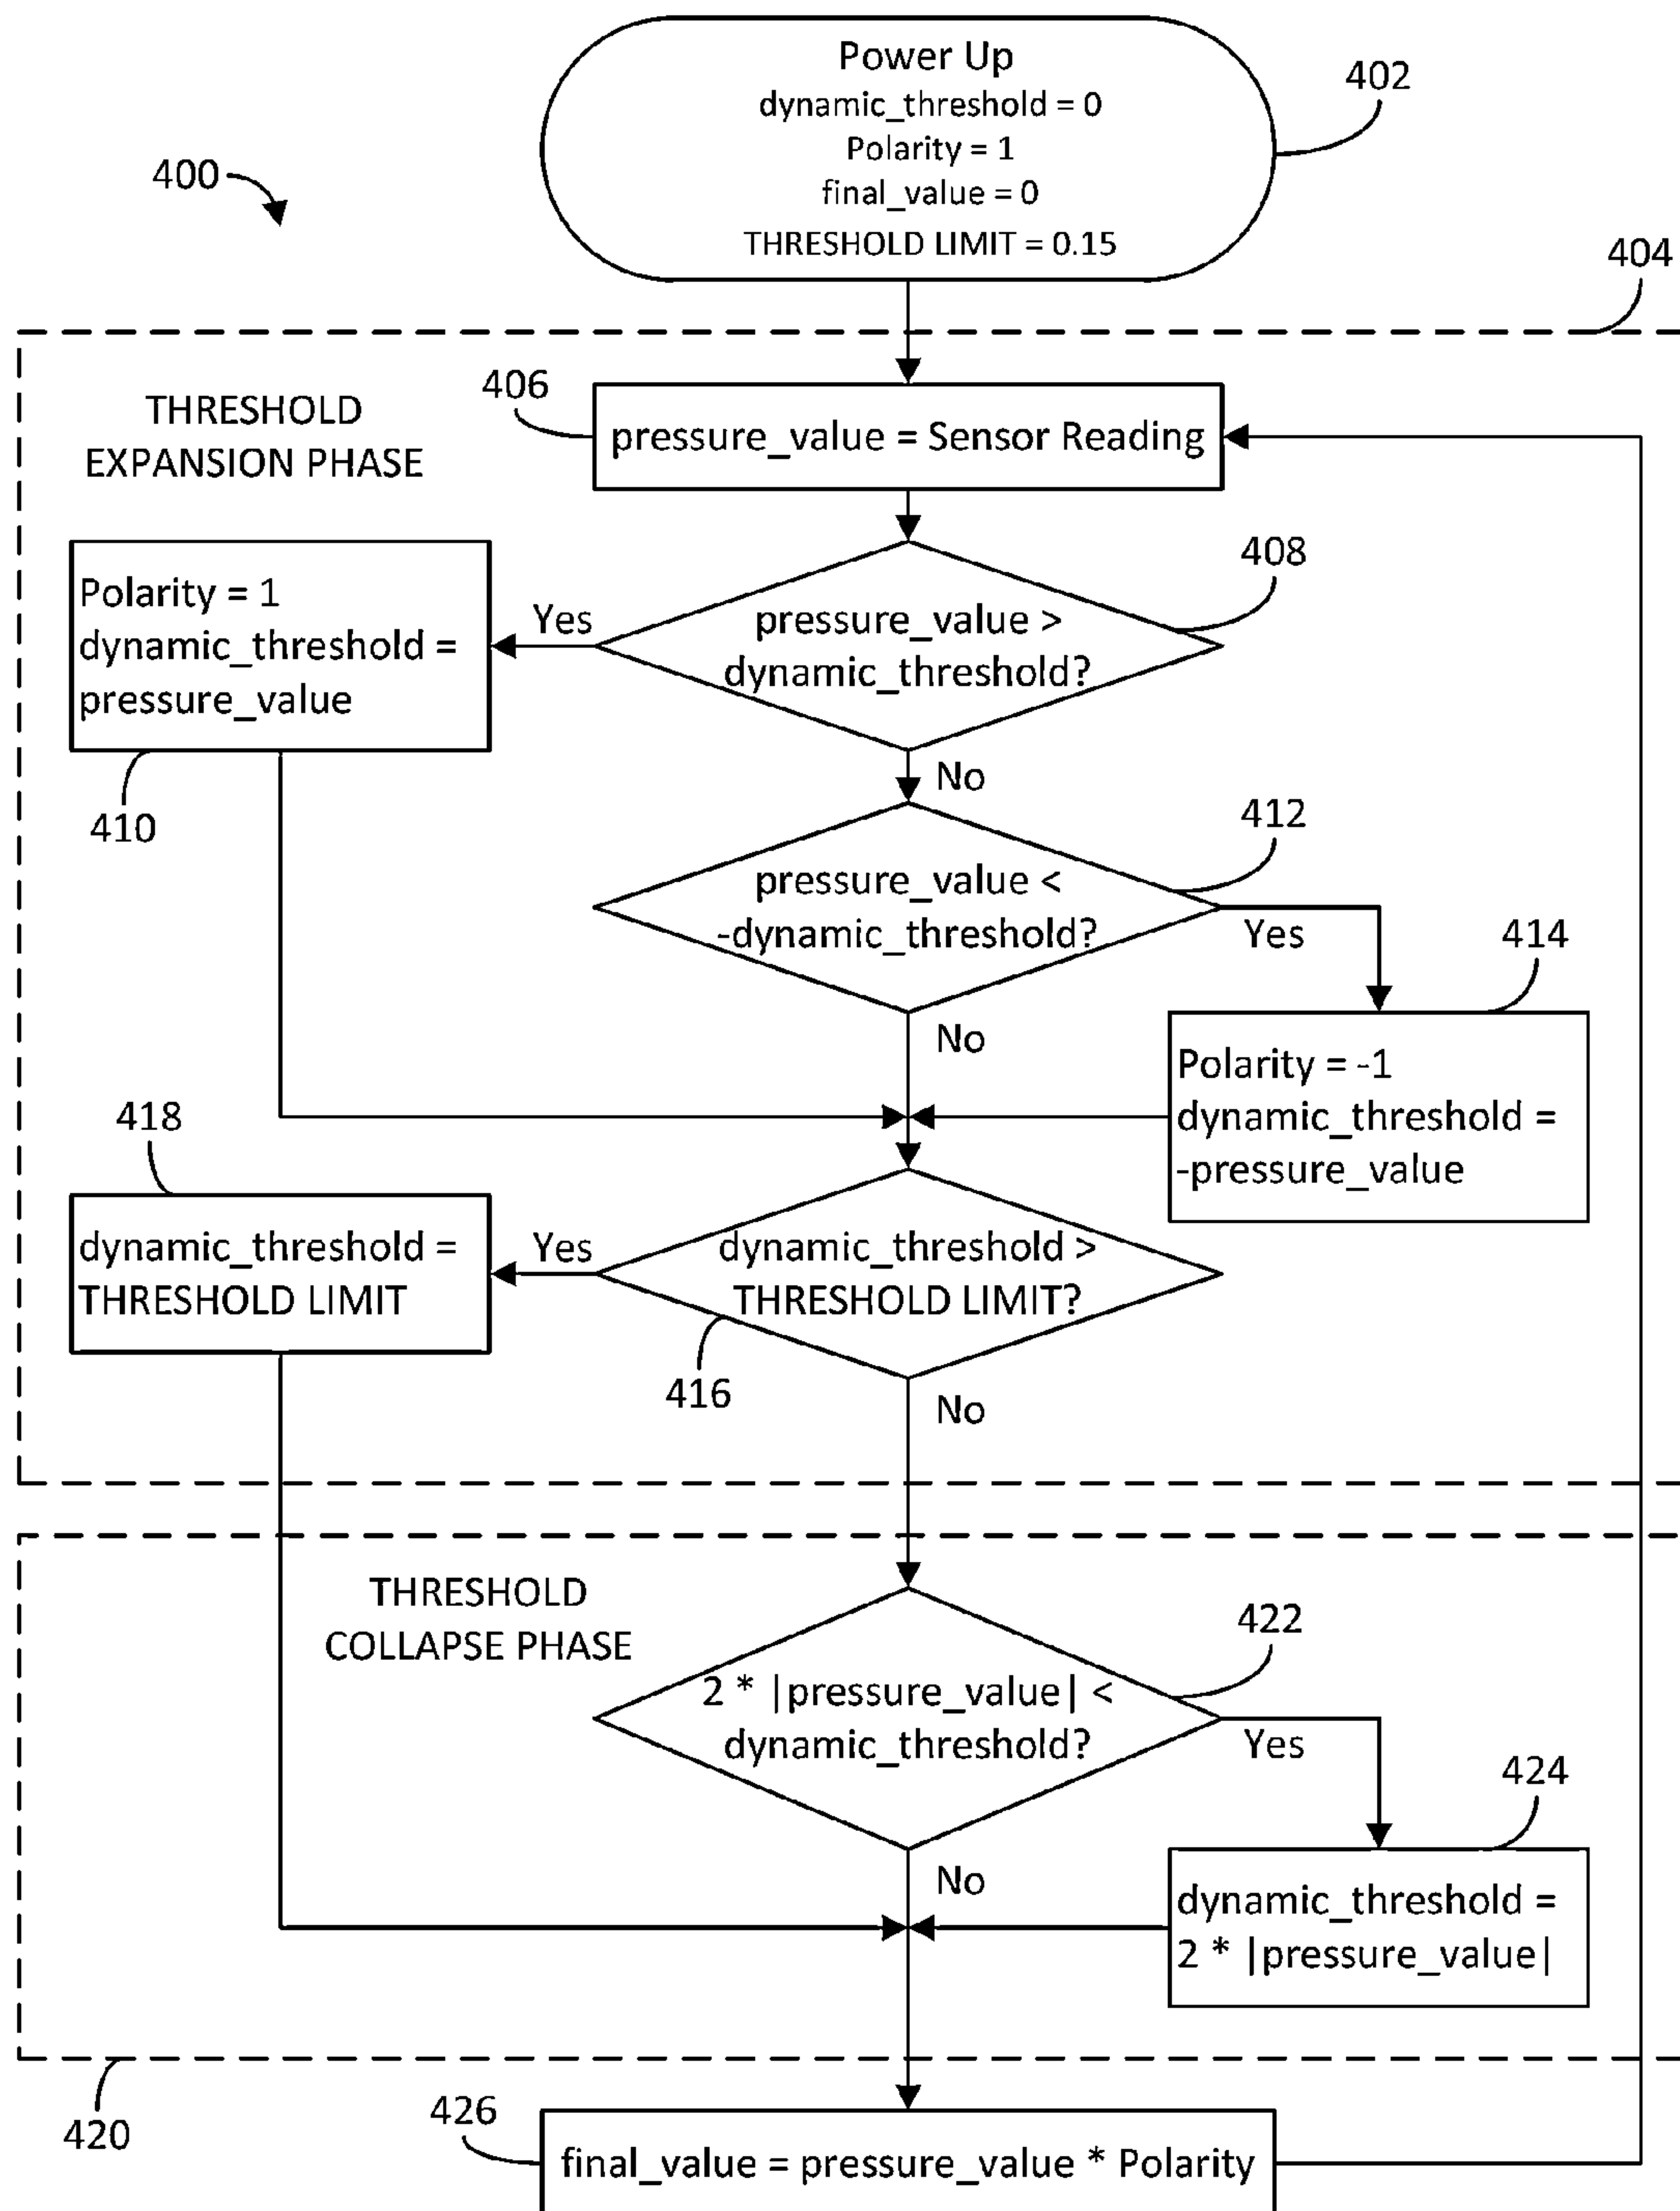 Power Up
dynamic_threshold = 0
Polarity = 1
final_value = 0
THRESHOLD LIMIT = 0.15
402
400
404
THRESHOLD
EXPANSION PHASE
406
pressure_value = Sensor Reading
408
pressure_value >
dynamic_threshold?
Yes
Polarity = 1
dynamic_threshold =
pressure_value
410
No
412
pressure_value <
-dynamic_threshold?
Yes
414
Polarity = -1
dynamic_threshold =
-pressure_value
No
418
dynamic_threshold =
THRESHOLD LIMIT
Yes
dynamic_threshold >
THRESHOLD LIMIT?
416
No
THRESHOLD
COLLAPSE PHASE
422
2 * |pressure_value| <
dynamic_threshold?
Yes
424
dynamic_threshold =
2 * |pressure_value|
No
420
426
final_value = pressure_value * Polarity